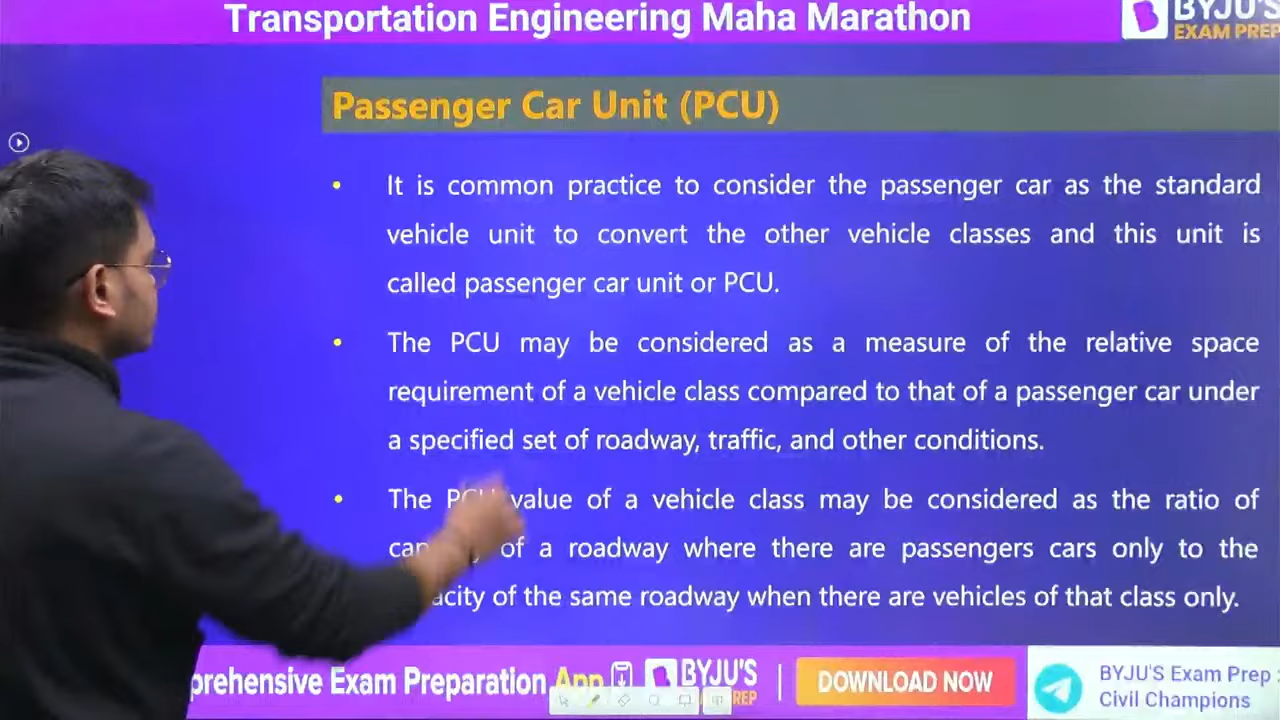 Transportation Engineering Maha Marathon
BYJU'S
EXAM PREP
Passenger Car Unit (PCU)
• It is common practice to consider the passenger car as the standard
vehicle unit to convert the other vehicle classes and this unit is
called passenger car unit or PCU.
• The PCU may be considered as a measure of the relative space
requirement of a vehicle class compared to that of a passenger car under
a specified set of roadway, traffic, and other conditions.
• The PCU value of a vehicle class may be considered as the ratio of
of a roadway where there are passengers cars only to the
acity of the same roadway when there are vehicles of that class only.
prehensive Exam Preparation App
BYJU'S
PREP
DOWNLOAD NOW
BYJU'S Exam Prep :
Civil Champions